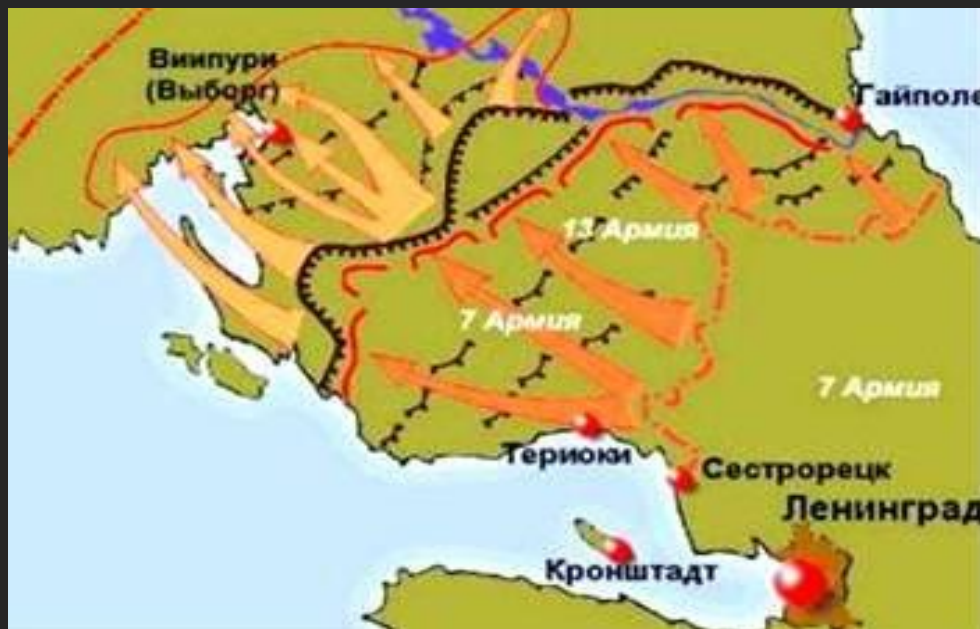 Виипури
(Выборг)
Гайполе
13 Армия
7 Армия
7 Армия
Териоки
Сестрорецк
Ленинград
Кронштадт